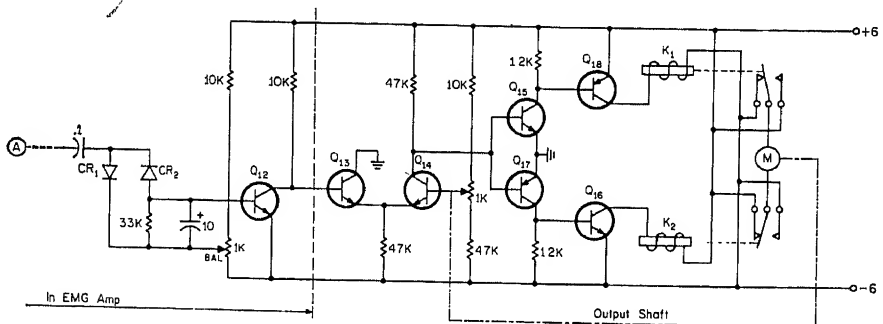 +6
K1
12K
Q18
10K
10K
47K
10K
Q15
A
.1
CR1
CR2
Q12
Q13
Q14
Q17
M
Q16
1K
33K
+
10
1K
BAL
47K
47K
12K
K2
-6
In EMG Amp
Output Shaft